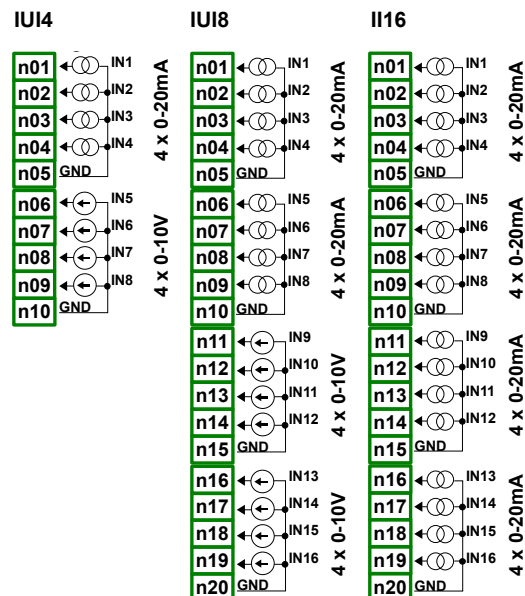 IUI4
n01 IN1
n02 IN2
n03 IN3
n04 IN4
n05 GND
4 x 0-20mA
n06 IN5
n07 IN6
n08 IN7
n09 IN8
n10 GND
4 x 0-10V
IUI8
n01 IN1
n02 IN2
n03 IN3
n04 IN4
n05 GND
4 x 0-20mA
n06 IN5
n07 IN6
n08 IN7
n09 IN8
n10 GND
4 x 0-20mA
n11 IN9
n12 IN10
n13 IN11
n14 IN12
n15 GND
4 x 0-10V
n16 IN13
n17 IN14
n18 IN15
n19 IN16
n20 GND
4 x 0-10V
II16
n01 IN1
n02 IN2
n03 IN3
n04 IN4
n05 GND
4 x 0-20mA
n06 IN5
n07 IN6
n08 IN7
n09 IN8
n10 GND
4 x 0-20mA
n11 IN9
n12 IN10
n13 IN11
n14 IN12
n15 GND
4 x 0-20mA
n16 IN13
n17 IN14
n18 IN15
n19 IN16
n20 GND
4 x 0-20mA